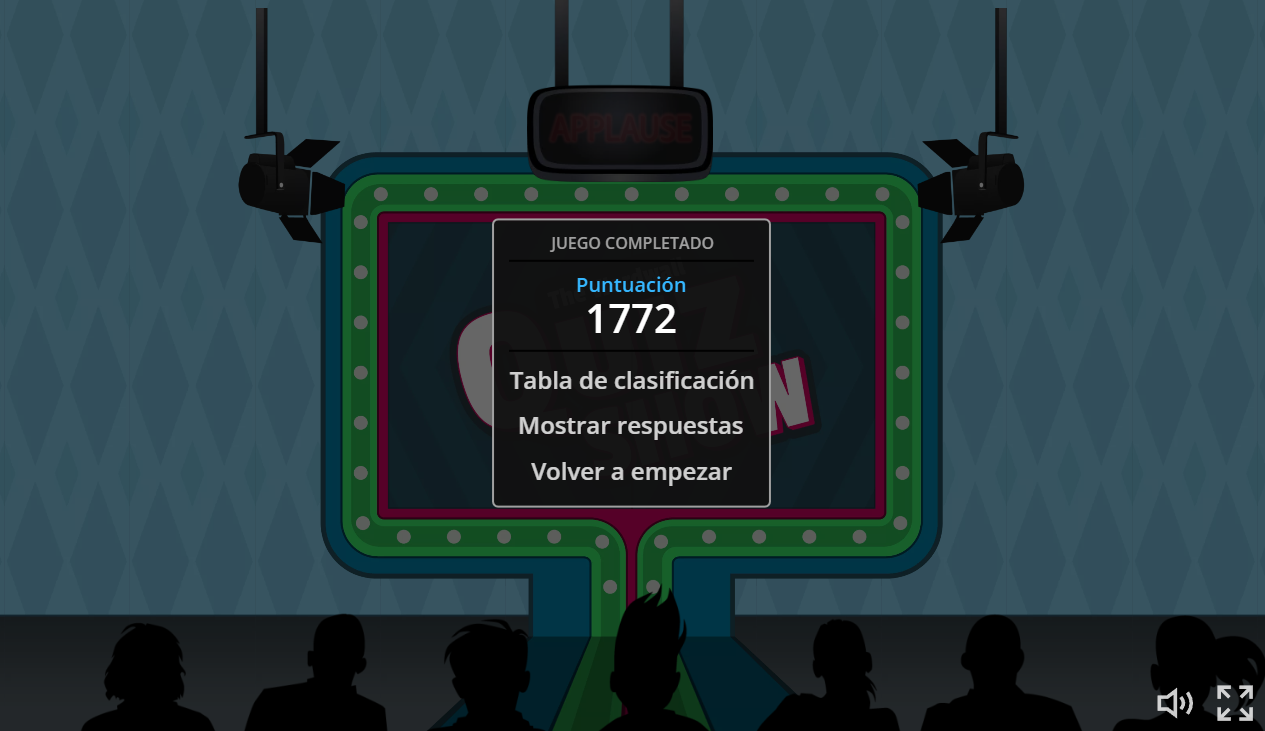 APPLAUSE
JUEGO COMPLETADO
Puntuación
1772
Tabla de clasificación
Mostrar respuestas
Volver a empezar